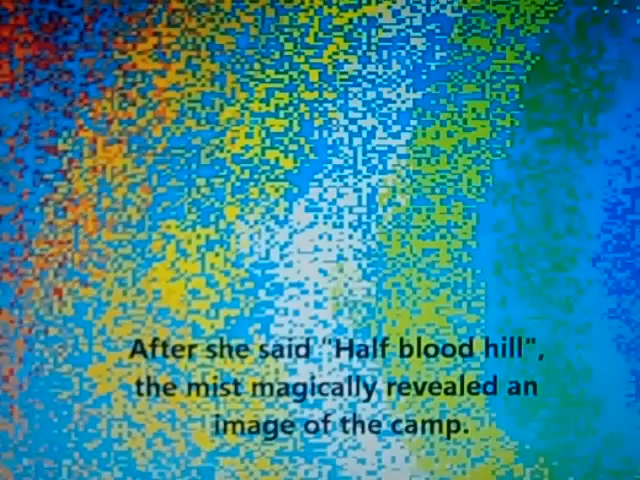 After she said "Half blood hill",
the mist magically revealed an
image of the camp.